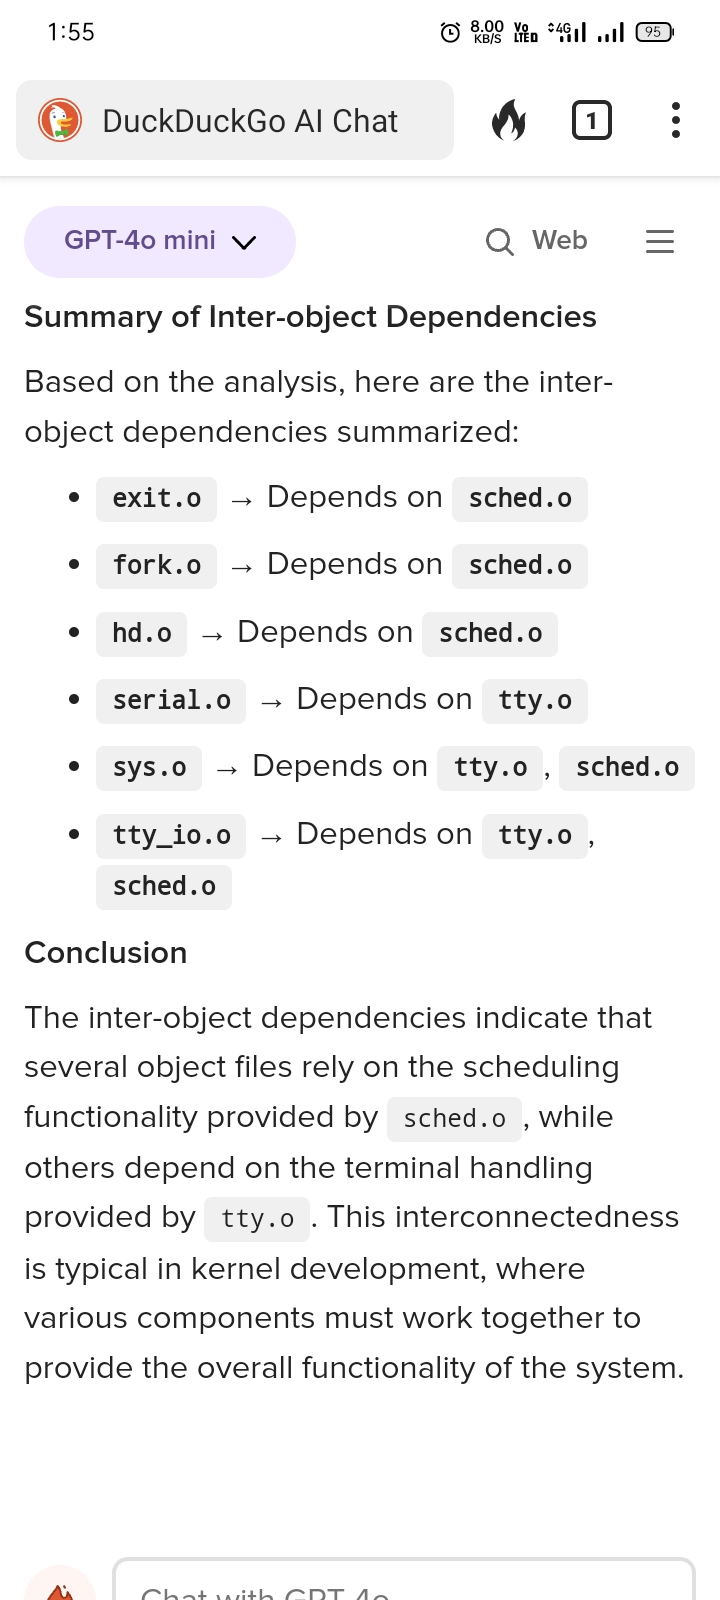 1:55
8.00
KB/S
Vo
LTE
4G
95
DuckDuckGo AI Chat
1
GPT-4o mini
Web
Summary of Inter-object Dependencies
Based on the analysis, here are the inter-
object dependencies summarized:
• exit.o → Depends on sched.o
• fork.o → Depends on sched.o
• hd.o → Depends on sched.o
• serial.o → Depends on tty.o
• sys.o → Depends on tty.o, sched.o
• tty_io.o → Depends on tty.o,
sched.o
Conclusion
The inter-object dependencies indicate that
several object files rely on the scheduling
functionality provided by sched.o, while
others depend on the terminal handling
provided by tty.o. This interconnectedness
is typical in kernel development, where
various components must work together to
provide the overall functionality of the system.
Chat with GPT-4o